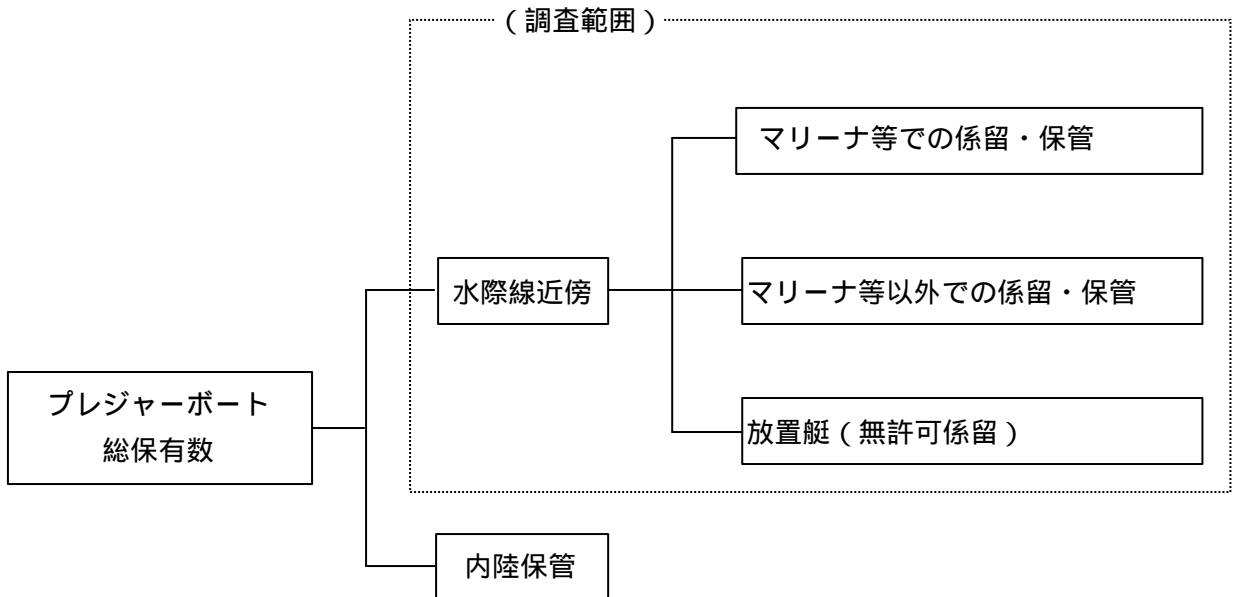 （調査範囲）
マリーナ等での係留・保管
水際線近傍
マリーナ等以外での係留・保管
プレジャーボート
総保有数
放置艇（無許可係留）
内陸保管